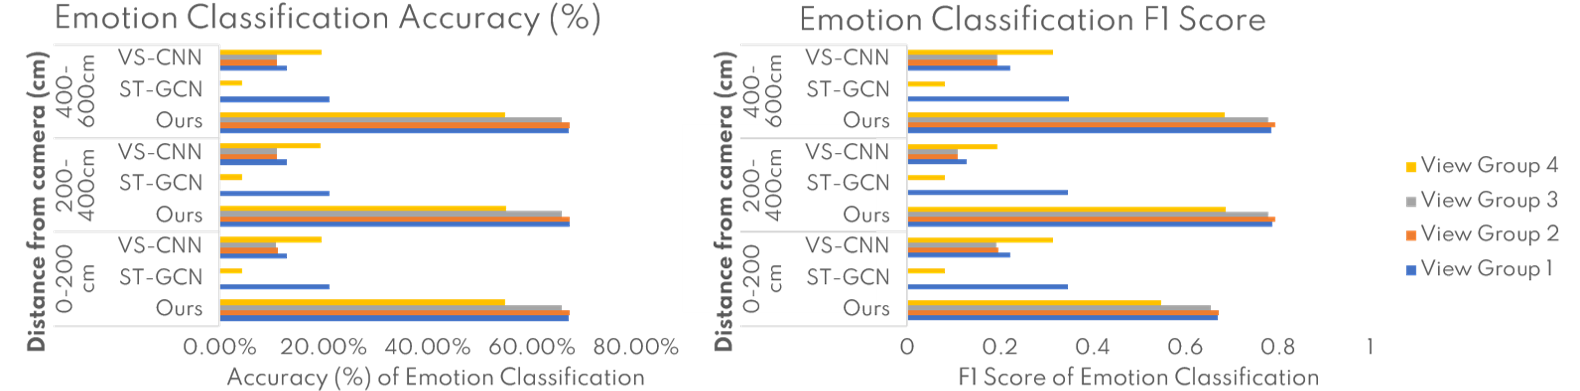 Emotion Classification Accuracy (%)
Distance from camera (cm)
400-
600cm
VS-CNN
ST-GCN
Ours
200-
400cm
VS-CNN
ST-GCN
Ours
0-200
cm
VS-CNN
ST-GCN
Ours
0.00% 20.00% 40.00% 60.00% 80.00%
Accuracy (%) of Emotion Classification
Emotion Classification F1 Score
Distance from camera (cm)
400-
600cm
VS-CNN
ST-GCN
Ours
200-
400cm
VS-CNN
ST-GCN
Ours
0-200
cm
VS-CNN
ST-GCN
Ours
0 0.2 0.4 0.6 0.8 1
F1 Score of Emotion Classification
View Group 4
View Group 3
View Group 2
View Group 1